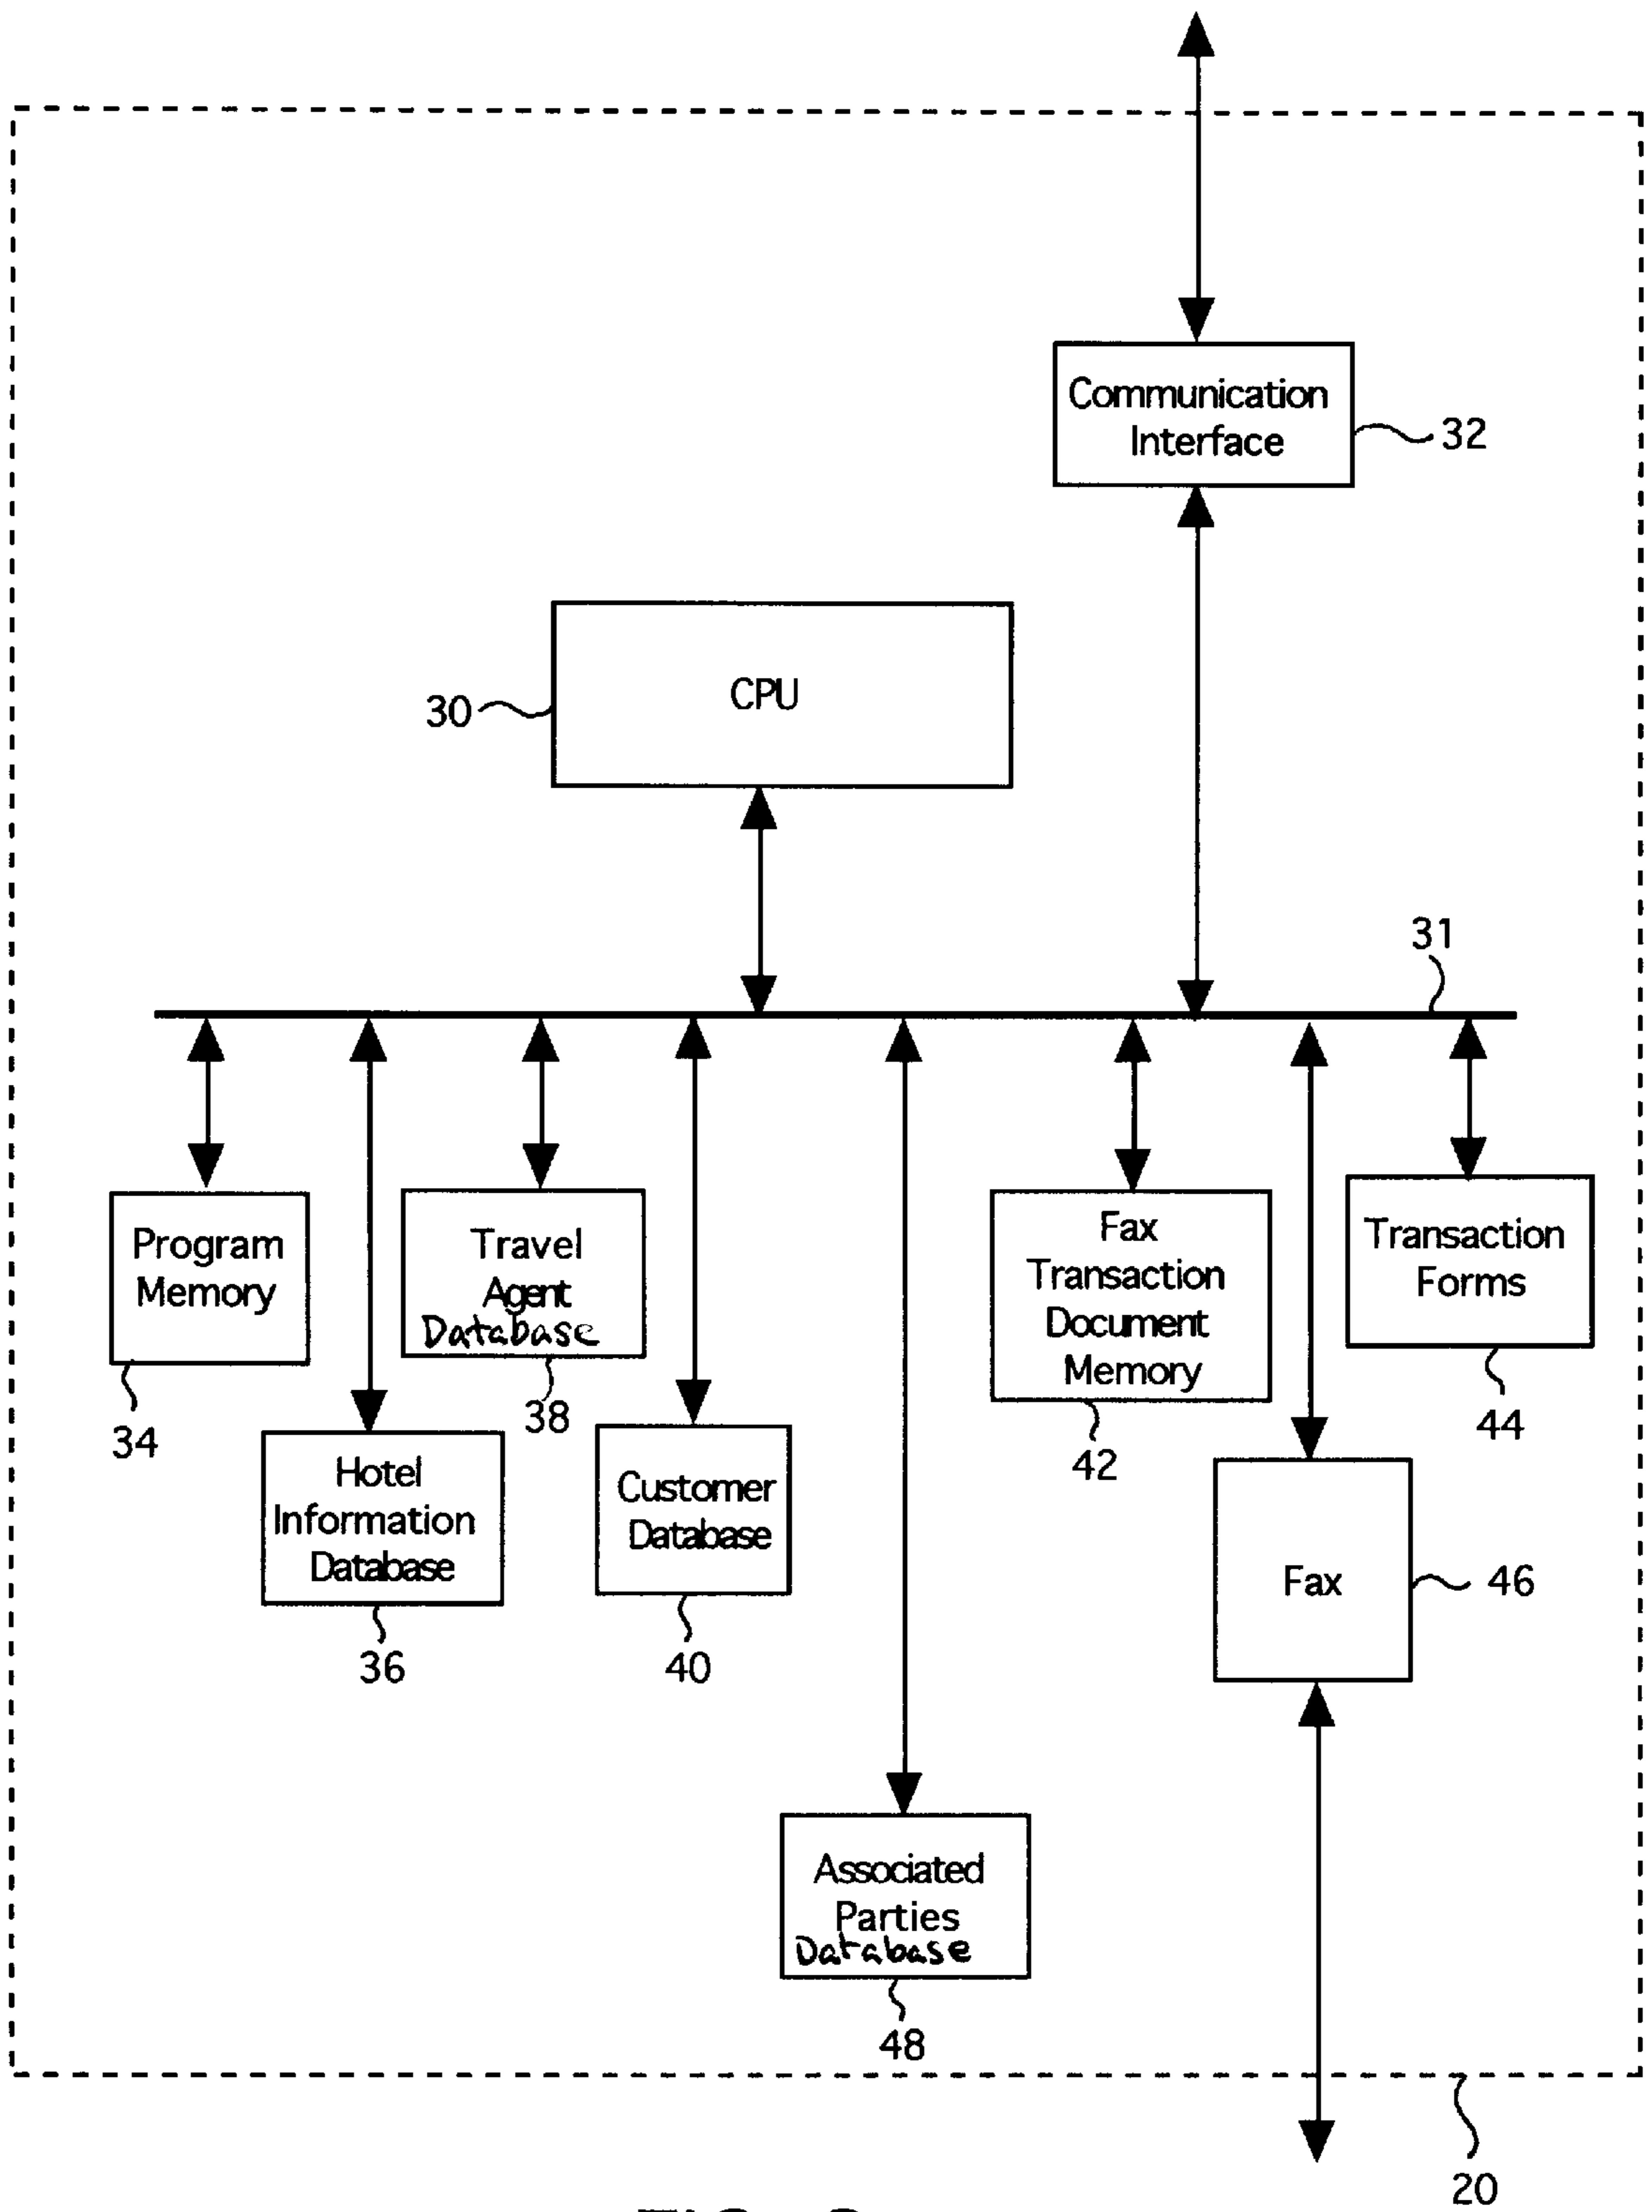 Communication
Interface
32
CPU
30
31
Program
Memory
34
Travel
Agent
Database
38
Fax
Transaction
Document
Memory
42
Transaction
Forms
44
Hotel
Information
Database
36
Customer
Database
40
Fax
46
Associated
Parties
Database
48
20